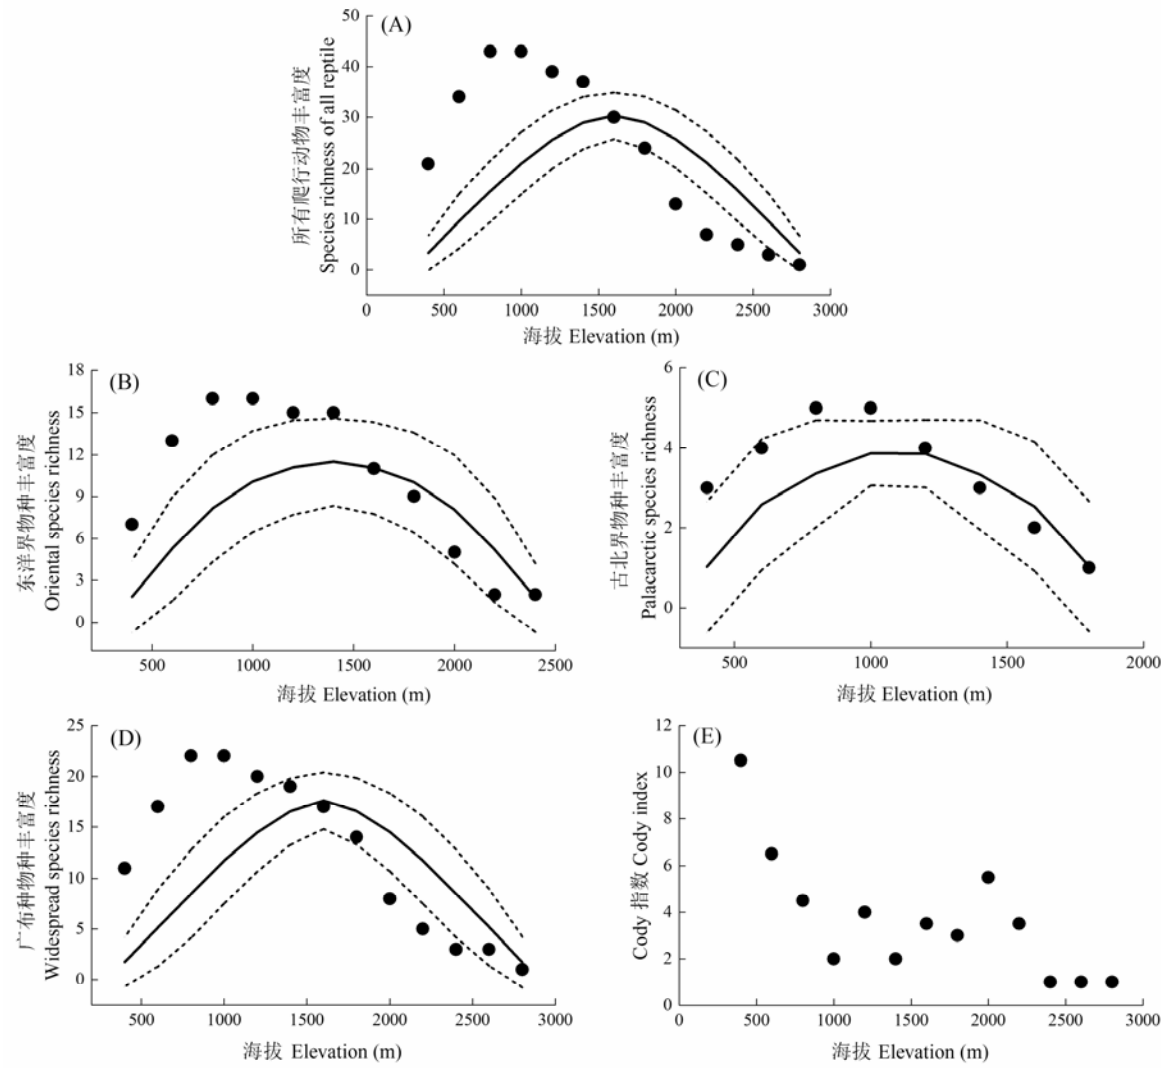 (A)
50
40
30
20
10
0
所有爬行动物丰富度
Species richness of all reptile
0 500 1000 1500 2000 2500 3000
海拔 Elevation (m)
(B)
18
15
12
9
6
3
0
东洋界物种丰富度
Oriental species richness
500 1000 1500 2000 2500
海拔 Elevation (m)
(C)
6
4
2
0
古北界物种丰富度
Palacarctic species richness
500 1000 1500 2000
海拔 Elevation (m)
(D)
25
20
15
10
5
0
广布种物种丰富度
Widespread species richness
500 1000 1500 2000 2500 3000
海拔 Elevation (m)
(E)
12
10
8
6
4
2
0
Cody 指数 Cody index
0 500 1000 1500 2000 2500 3000
海拔 Elevation (m)